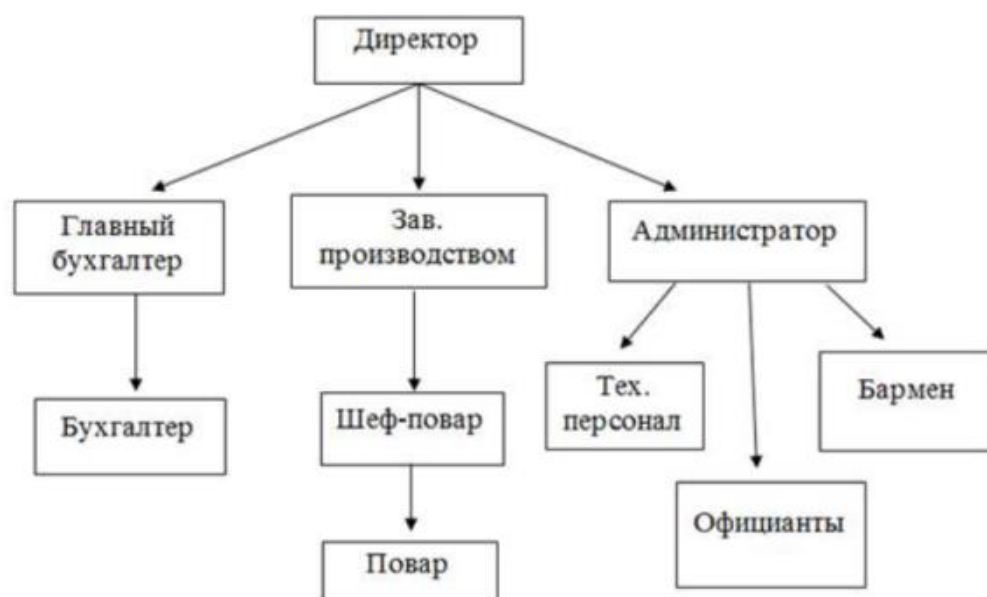 Директор
Главный
бухгалтер
Зав.
производством
Администратор
Бухгалтер
Шеф-повар
Тех.
персонал
Бармен
Официанты
Повар